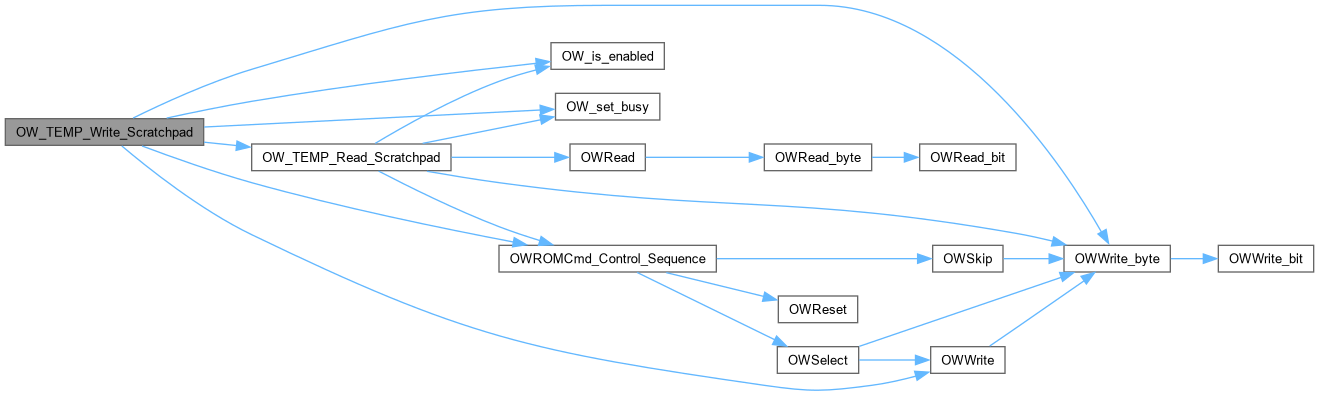 OW_TEMP_Write_Scratchpad
OW_is_enabled
OW_set_busy
OW_TEMP_Read_Scratchpad
OWRead
OWRead_byte
OWRead_bit
OWROMCmd_Control_Sequence
OWSkip
OWWrite_byte
OWWrite_bit
OWReset
OWSelect
OWWrite